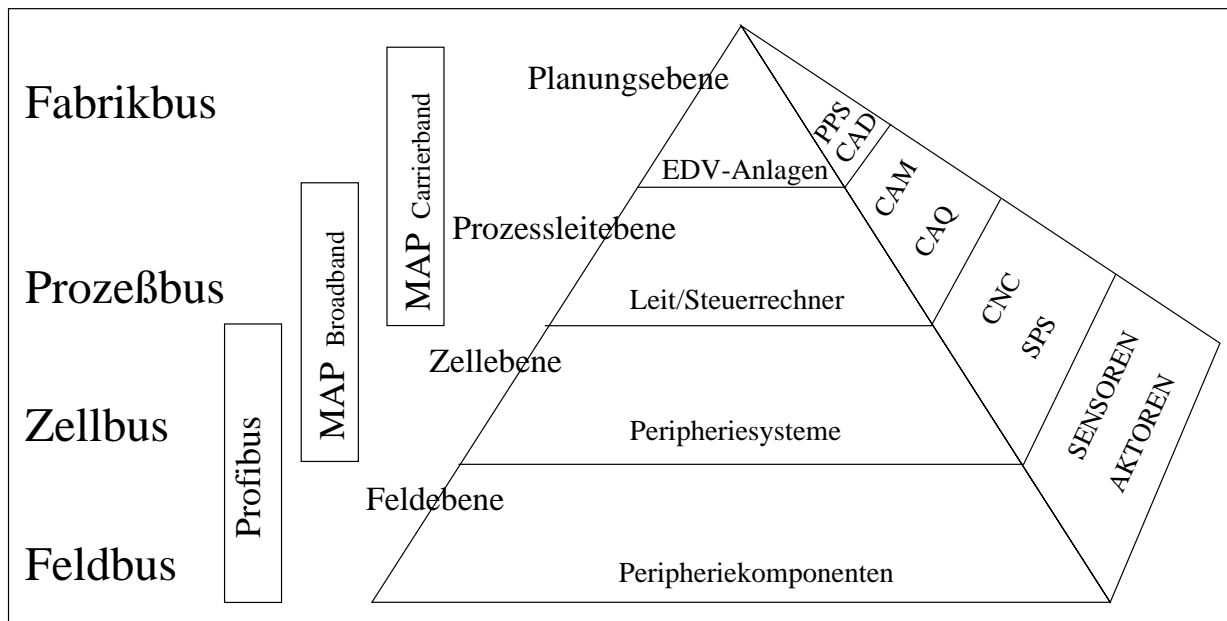 Fabrikbus
Prozeßbus
Zellbus
Feldbus
Profibus
MAP Broadband
MAP Carrierband
Planungsebene
EDV-Anlagen
Prozessleitebene
Leit/Steuerrechner
Zellebene
Peripheriesysteme
Feldebene
Peripheriekomponenten
PPS
CAD
CAM
CAQ
CNC
SPS
SENSOREN
AKTOREN